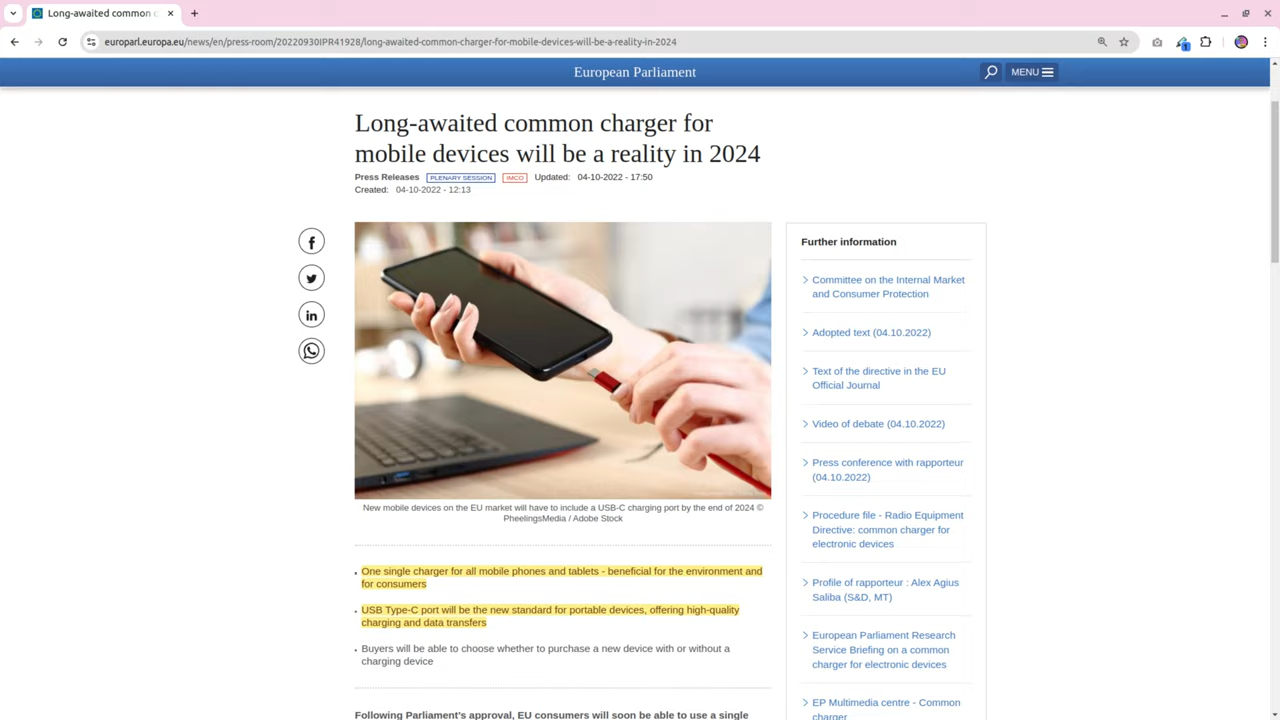 Long-awaited common c
europarl.europa.eu/news/en/press-room/20220930IPR41928/long-awaited-common-charger-for-mobile-devices-will-be-a-reality-in-2024
1
European Parliament
MENU
Long-awaited common charger for
mobile devices will be a reality in 2024
Press Releases PLENARY SESSION IMCO Updated: 04-10-2022 - 17:50
Created: 04-10-2022 - 12:13
New mobile devices on the EU market will have to include a USB-C charging port by the end of 2024 ©
PheelingsMedia / Adobe Stock
One single charger for all mobile phones and tablets - beneficial for the environment and
for consumers
USB Type-C port will be the new standard for portable devices, offering high-quality
charging and data transfers
Buyers will be able to choose whether to purchase a new device with or without a
charging device
Following Parliament's approval, EU consumers will soon be able to use a single
Further information
Committee on the Internal Market
and Consumer Protection
Adopted text (04.10.2022)
Text of the directive in the EU
Official Journal
Video of debate (04.10.2022)
Press conference with rapporteur
(04.10.2022)
Procedure file - Radio Equipment
Directive: common charger for
electronic devices
Profile of rapporteur : Alex Agius
Saliba (S&D, MT)
European Parliament Research
Service Briefing on a common
charger for electronic devices
EP Multimedia centre - Common
charger